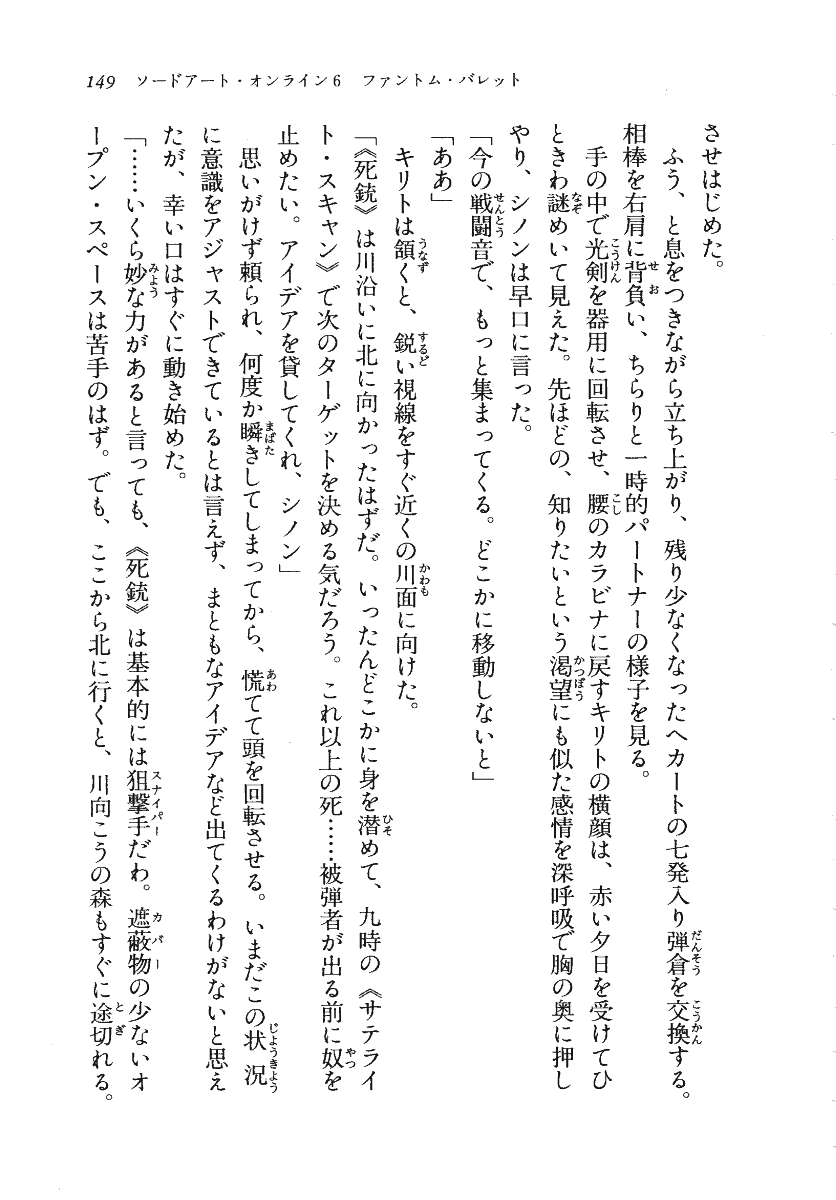 149　ソードアート・オンライン6　ファントム・バレット
させはじめた。
　ふう、と息をつきながら立ち上がり、残り少なくなったヘカートの七発入り弾倉を交換する。
相棒を右肩に背負い、ちらりと一時的パートナーの様子を見る。
　手の中で光剣を器用に回転させ、腰のカラビナに戻すキリトの横顔は、赤い夕日を受けてひ
ときわ謎めいて見えた。先ほどの、知りたいという渇望にも似た感情を深呼吸で胸の奥に押し
やり、シノンは早口に言った。
「今の戦闘音で、もっと集まってくる。どこかに移動しないと」
「ああ」
　キリトは頷くと、鋭い視線をすぐ近くの川面に向けた。
「《死銃》は川沿いに北に向かったはずだ。いったんどこかに身を潜めて、九時の《サテライ
ト・スキャン》で次のターゲットを決める気だろう。これ以上の死……被弾者が出る前に奴を
止めたい。アイデアを貸してくれ、シノン」
　思いがけず頼られ、何度か瞬きしてしまってから、慌てて頭を回転させる。いまだこの状況
に意識をアジャストできているとは言えず、まともなアイデアなど出てくるわけがないと思え
たが、幸い口はすぐに動き始めた。
「……いくら妙な力があると言っても、《死銃》は基本的には狙撃手だわ。遮蔽物の少ないオ
ープン・スペースは苦手のはず。でも、ここから北に行くと、川向こうの森もすぐに途切れる。